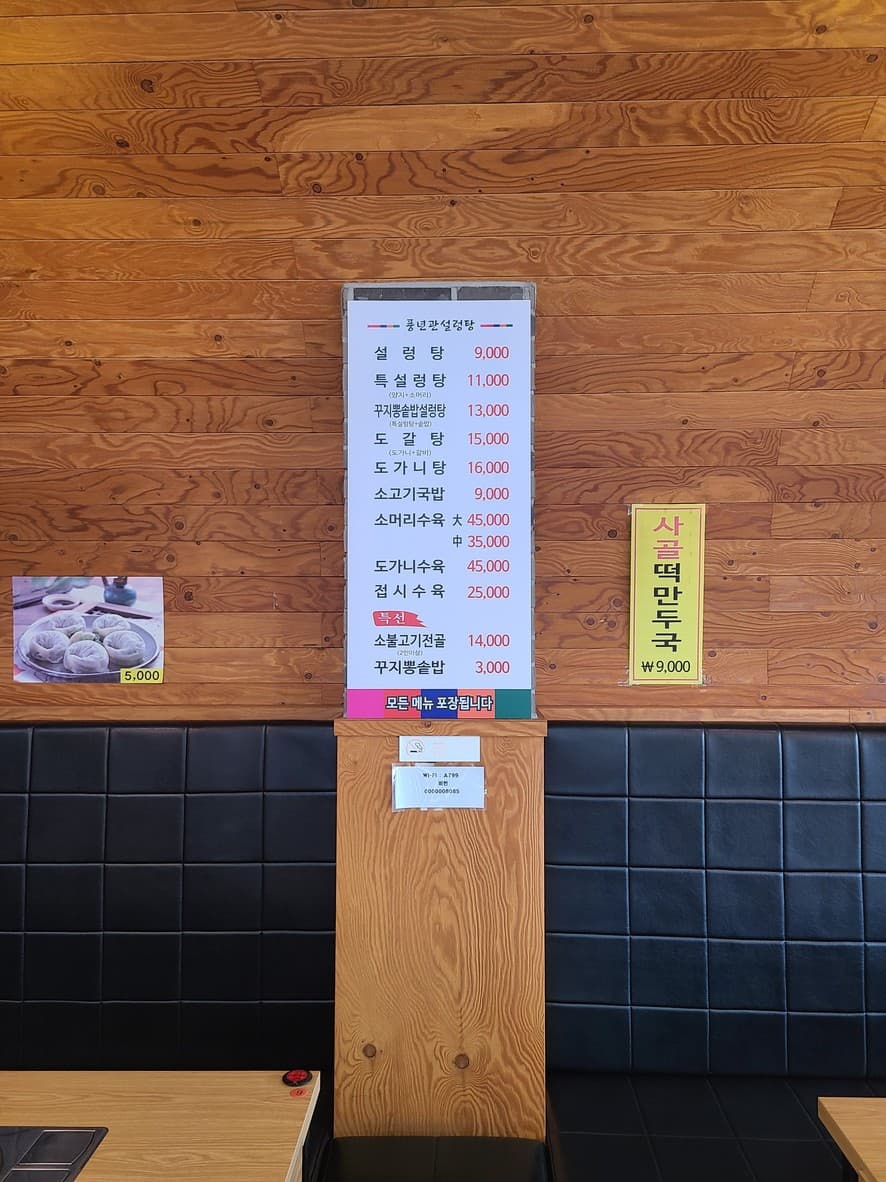 풍년관설렁탕
설 렁 탕 9,000
특 설 렁 탕 11,000
(양지+소머리)
꾸지뽕솥밥설렁탕 13,000
(특설렁탕+솥밥)
도 갈 탕 15,000
(도가니+갈비)
도 가 니 탕 16,000
소고기국밥 9,000
소머리수육 大 45,000
中 35,000
도가니수육 45,000
접 시 수 육 25,000
특선
소불고기전골 14,000
(2인이상)
꾸지뽕솥밥 3,000
모든 메뉴 포장됩니다
5,000
사골떡만두국
₩9,000
WI-FI : A799
비번
9